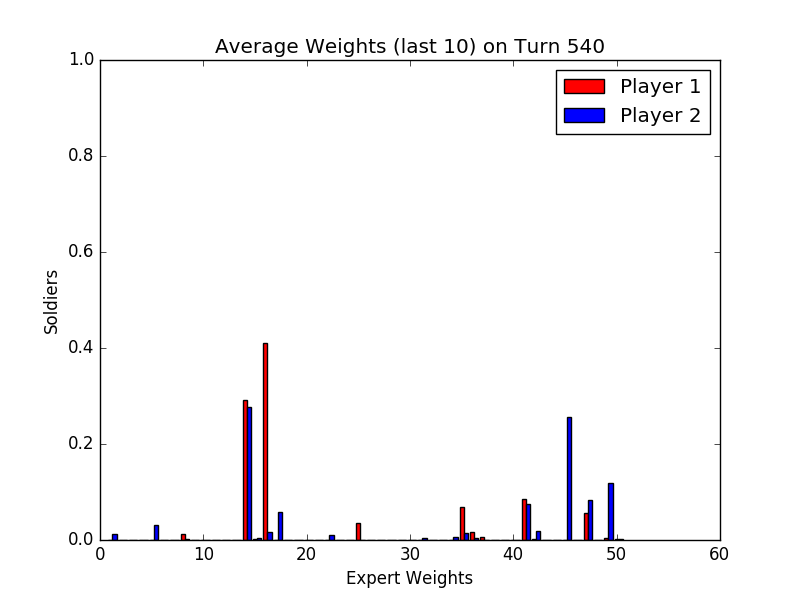 Average Weights (last 10) on Turn 540
1.0
0.8
0.6
0.4
0.2
0.0
Soldiers
Player 1
Player 2
0 10 20 30 40 50 60
Expert Weights